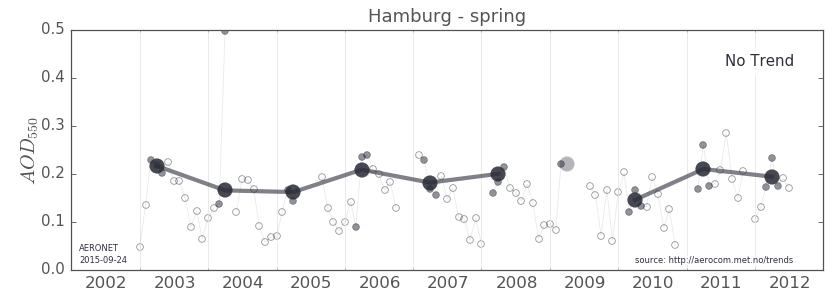 Hamburg - spring
No Trend
0.5
0.4
0.3
0.2
0.1
0.0
AOD550
AERONET
2015-09-24
source: http://aerocom.met.no/trends
2002 2003 2004 2005 2006 2007 2008 2009 2010 2011 2012